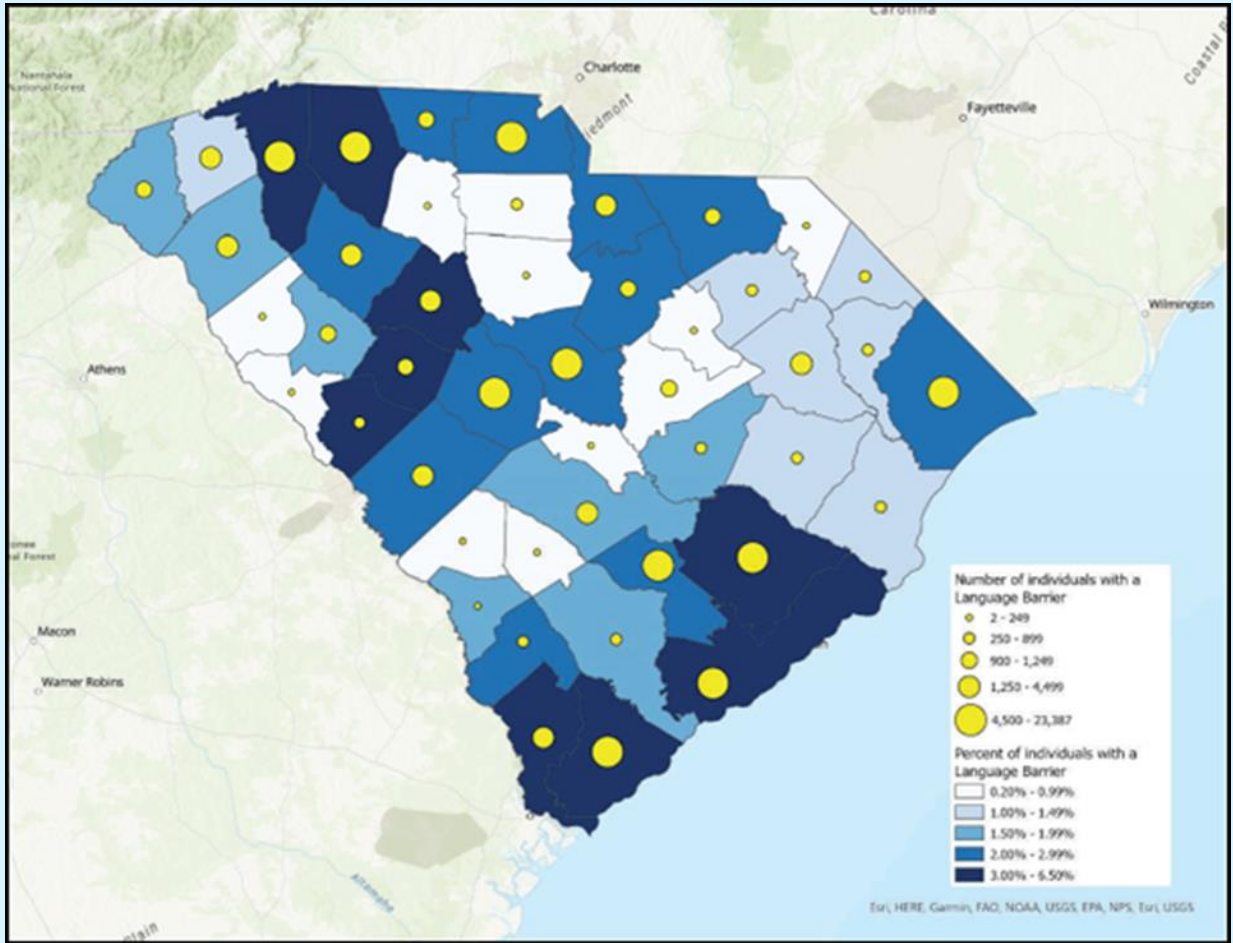 Carolina
Coastal
Nantahala
National Forest
Charlotte
Piedmont
Fayetteville
Wilmington
Athens
Macon
Warner Robins
Altamaha
Plain
Number of individuals with a
Language Barrier
2 - 249
250 - 899
900 - 1,249
1,250 - 4,499
4,500 - 23,387
Percent of individuals with a
Language Barrier
0.20% - 0.99%
1.00% - 1.49%
1.50% - 1.99%
2.00% - 2.99%
3.00% - 6.50%
Esri, HERE, Garmin, FAO, NOAA, USGS, EPA, NPS, Esri, USGS